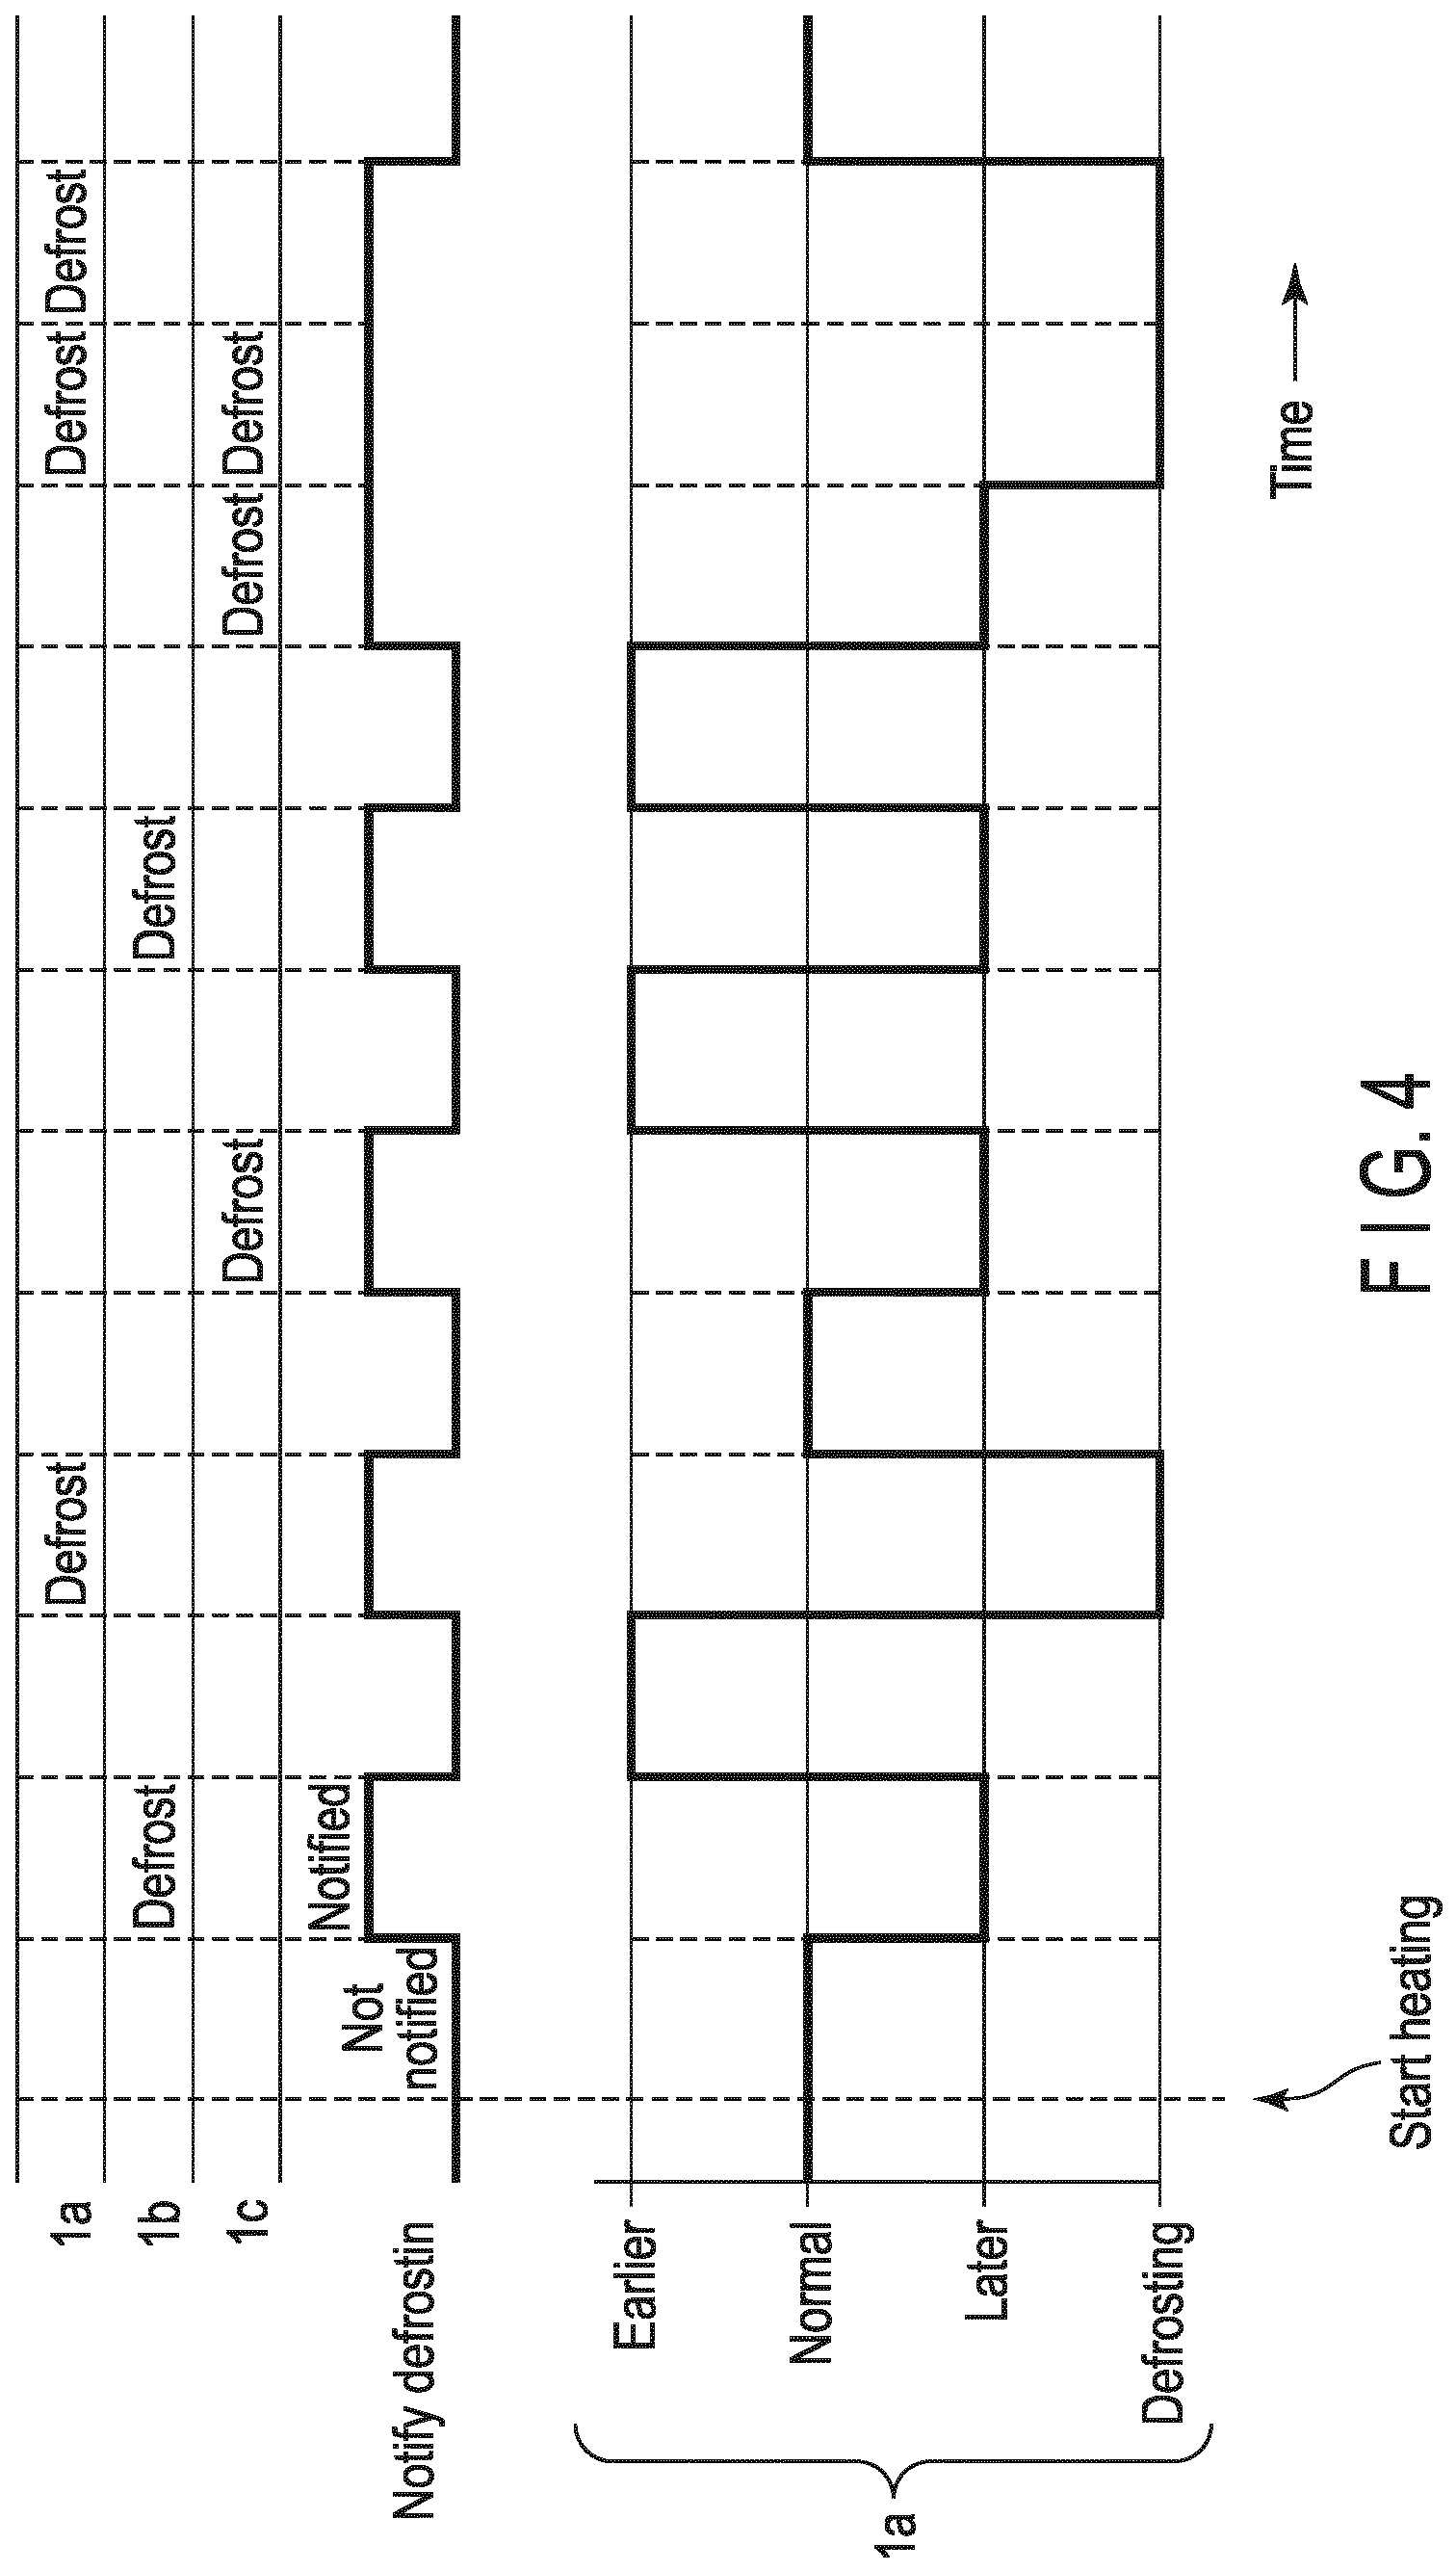 1a
Defrost
Defrost
Defrost
1b
Defrost
Defrost
1c
Defrost
Defrost
Defrost
Notify defrostin
Not
notified
Notified
1a
Earlier
Normal
Later
Defrosting
Start heating
Time
FIG. 4